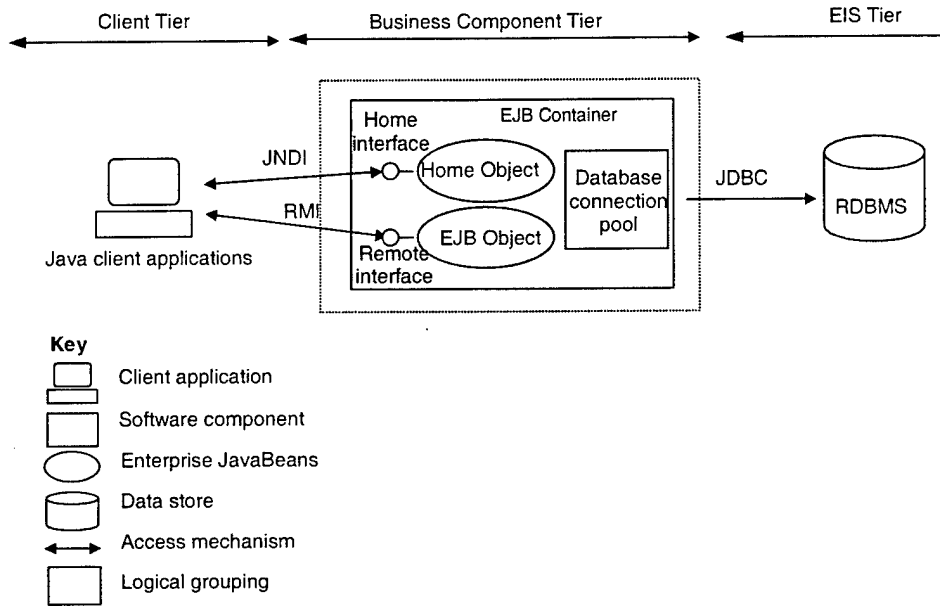 Client Tier
Business Component Tier
EIS Tier
Home
interface
EJB Container
JNDI
Home Object
Database
connection
pool
JDBC
RDBMS
RMI
EJB Object
Java client applications
Remote
interface
Key
Client application
Software component
Enterprise JavaBeans
Data store
Access mechanism
Logical grouping